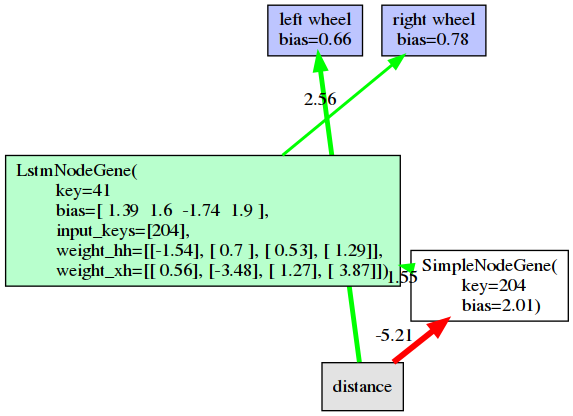 left wheel
bias=0.66
right wheel
bias=0.78
2.56
LstmNodeGene(
key=41
bias=[ 1.39 1.6 -1.74 1.9 ],
input_keys=[204],
weight_hh=[[-1.54], [ 0.7 ], [ 0.53], [ 1.29]],
weight_xh=[[ 0.56], [-3.48], [ 1.27], [ 3.87]])
1.55
SimpleNodeGene(
key=204
bias=2.01)
-5.21
distance